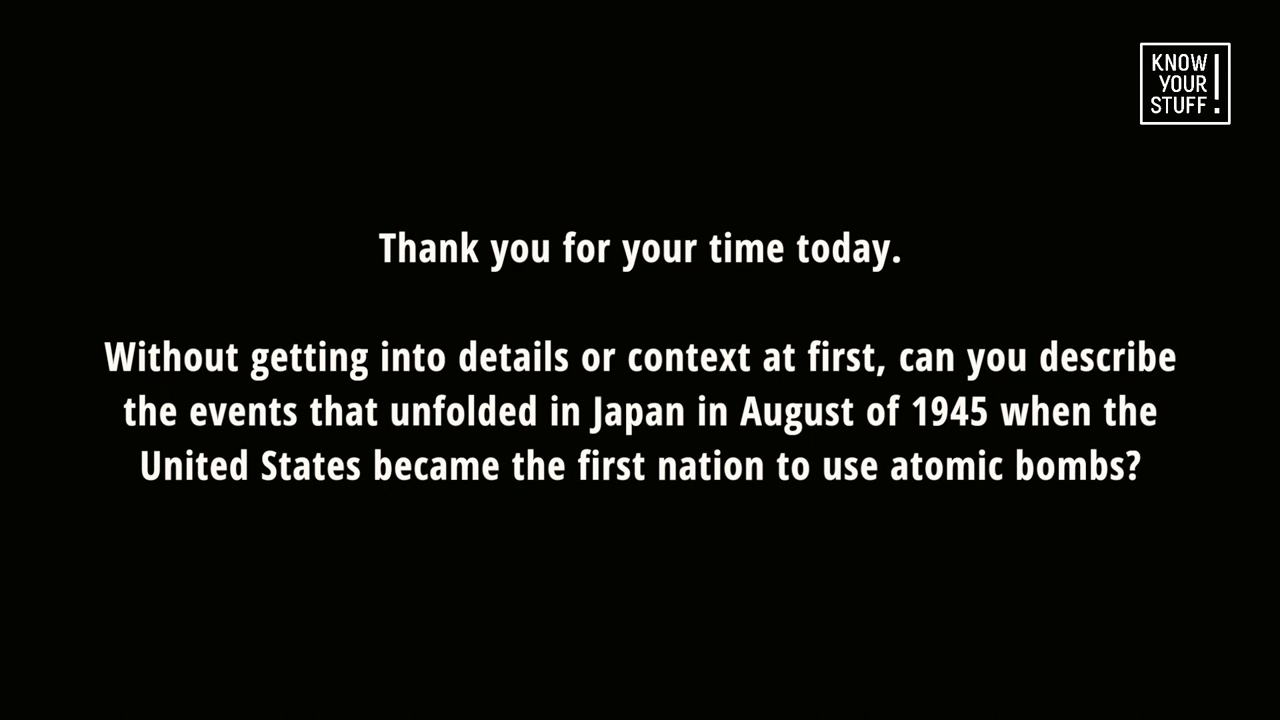 KNOW
YOUR
STUFF!
Thank you for your time today.
Without getting into details or context at first, can you describe
the events that unfolded in Japan in August of 1945 when the
United States became the first nation to use atomic bombs?